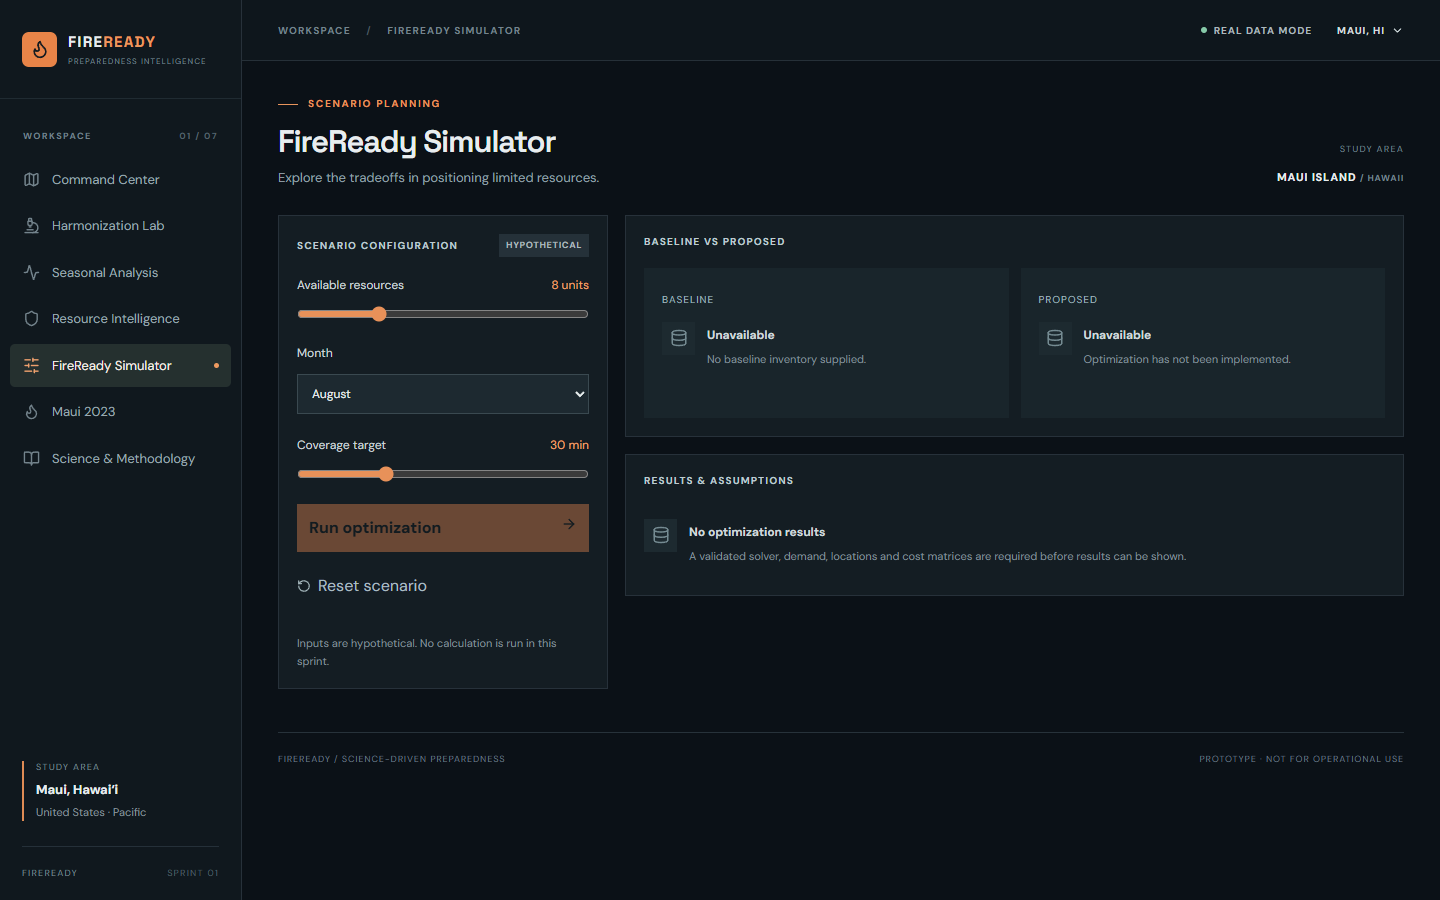 FIREREADY
PREPAREDNESS INTELLIGENCE
WORKSPACE 01 / 07
Command Center
Harmonization Lab
Seasonal Analysis
Resource Intelligence
FireReady Simulator
Maui 2023
Science & Methodology
STUDY AREA
Maui, Hawaiʻi
United States · Pacific
FIREREADY SPRINT 01
WORKSPACE / FIREREADY SIMULATOR
REAL DATA MODE MAUI, HI
SCENARIO PLANNING
FireReady Simulator
Explore the tradeoffs in positioning limited resources.
STUDY AREA
MAUI ISLAND / HAWAII
SCENARIO CONFIGURATION HYPOTHETICAL
Available resources 8 units
Month
August
Coverage target 30 min
Run optimization
Reset scenario
Inputs are hypothetical. No calculation is run in this
sprint.
BASELINE VS PROPOSED
BASELINE
Unavailable
No baseline inventory supplied.
PROPOSED
Unavailable
Optimization has not been implemented.
RESULTS & ASSUMPTIONS
No optimization results
A validated solver, demand, locations and cost matrices are required before results can be shown.
FIREREADY / SCIENCE-DRIVEN PREPAREDNESS
PROTOTYPE · NOT FOR OPERATIONAL USE